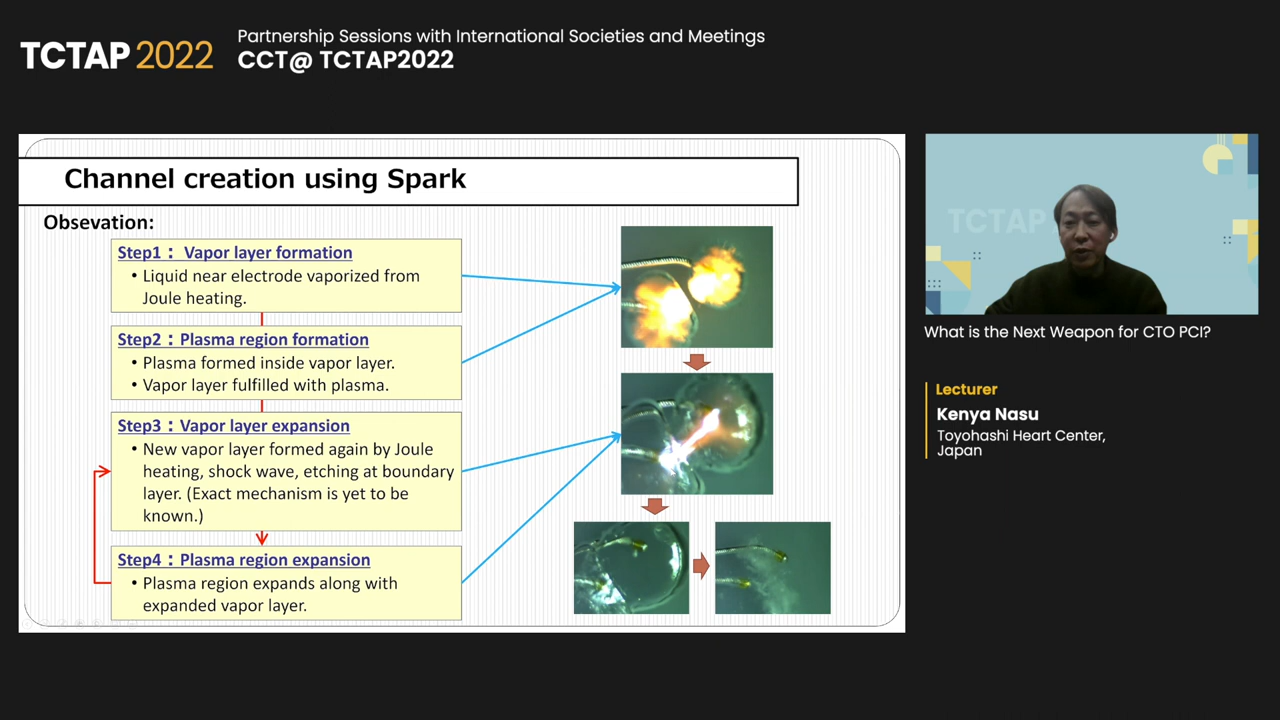 TCTAP 2022
Partnership Sessions with International Societies and Meetings
CCT@ TCTAP2022
Channel creation using Spark
Obsevation:
Step1： Vapor layer formation
• Liquid near electrode vaporized from
Joule heating.
Step2：Plasma region formation
• Plasma formed inside vapor layer.
• Vapor layer fulfilled with plasma.
Step3：Vapor layer expansion
• New vapor layer formed again by Joule
heating, shock wave, etching at boundary
layer. (Exact mechanism is yet to be
known.)
Step4：Plasma region expansion
• Plasma region expands along with
expanded vapor layer.
TCTAP
What is the Next Weapon for CTO PCI?
Lecturer
Kenya Nasu
Toyohashi Heart Center,
Japan